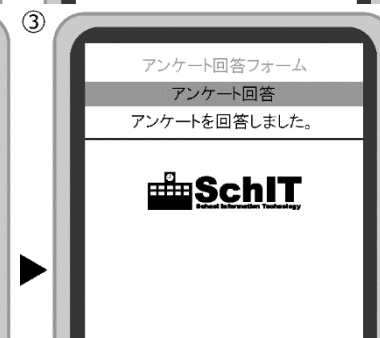 ③
アンケート回答フォーム
アンケート回答
アンケートを回答しました。
SchIT
School Information Technology